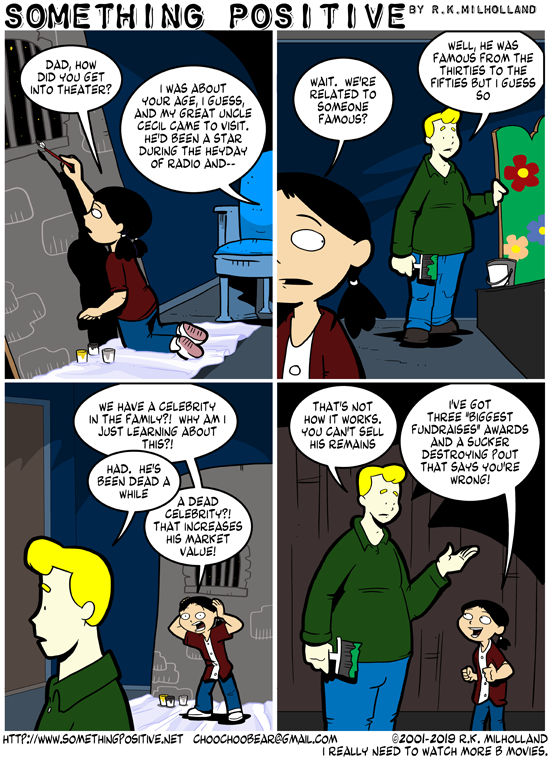 SOMETHING POSITIVE BY R.K.MILHOLLAND
DAD, HOW
DID YOU GET
INTO THEATER?
I WAS ABOUT
YOUR AGE, I GUESS,
AND MY GREAT UNCLE
CECIL CAME TO VISIT.
HE'D BEEN A STAR
DURING THE HEYDAY
OF RADIO AND--
WAIT. WE'RE
RELATED TO
SOMEONE
FAMOUS?
WELL, HE WAS
FAMOUS FROM THE
THIRTIES TO THE
FIFTIES BUT I GUESS
SO
WE HAVE A CELEBRITY
IN THE FAMILY?! WHY AM I
JUST LEARNING ABOUT
THIS?!
HAD. HE'S
BEEN DEAD A
WHILE
A DEAD
CELEBRITY?!
THAT INCREASES
HIS MARKET
VALUE!
THAT'S NOT
HOW IT WORKS.
YOU CAN'T SELL
HIS REMAINS
I'VE GOT
THREE "BIGGEST
FUNDRAISES" AWARDS
AND A SUCKER
DESTROYING POUT
THAT SAYS YOU'RE
WRONG!
HTTP://WWW.SOMETHINGPOSITIVE.NET CHOOCHOOBEAR@GMAIL.COM ©2001-2019 R.K. MILHOLLAND
I REALLY NEED TO WATCH MORE B MOVIES.